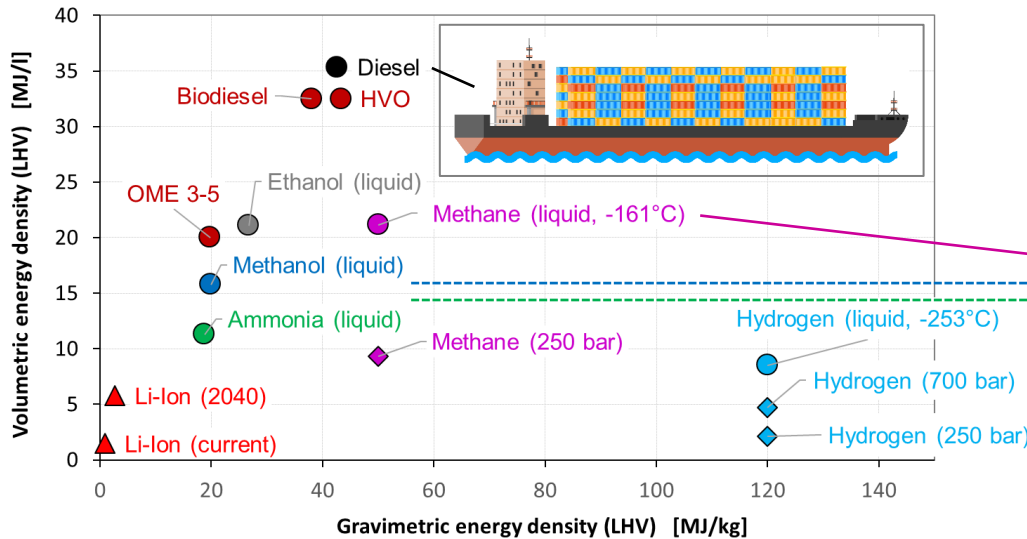 Volumetric energy density (LHV) [MJ/l]
40
35
30
25
20
15
10
5
0
Diesel
Biodiesel
HVO
OME 3-5
Ethanol (liquid)
Methane (liquid, -161°C)
Methanol (liquid)
Ammonia (liquid)
Hydrogen (liquid, -253°C)
Methane (250 bar)
Li-Ion (2040)
Hydrogen (700 bar)
Li-Ion (current)
Hydrogen (250 bar)
0 20 40 60 80 100 120 140
Gravimetric energy density (LHV) [MJ/kg]